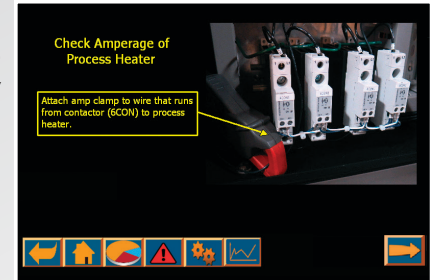 Check Amperage of
Process Heater
Attach amp clamp to wire that runs
from contactor (6CON) to process
heater.